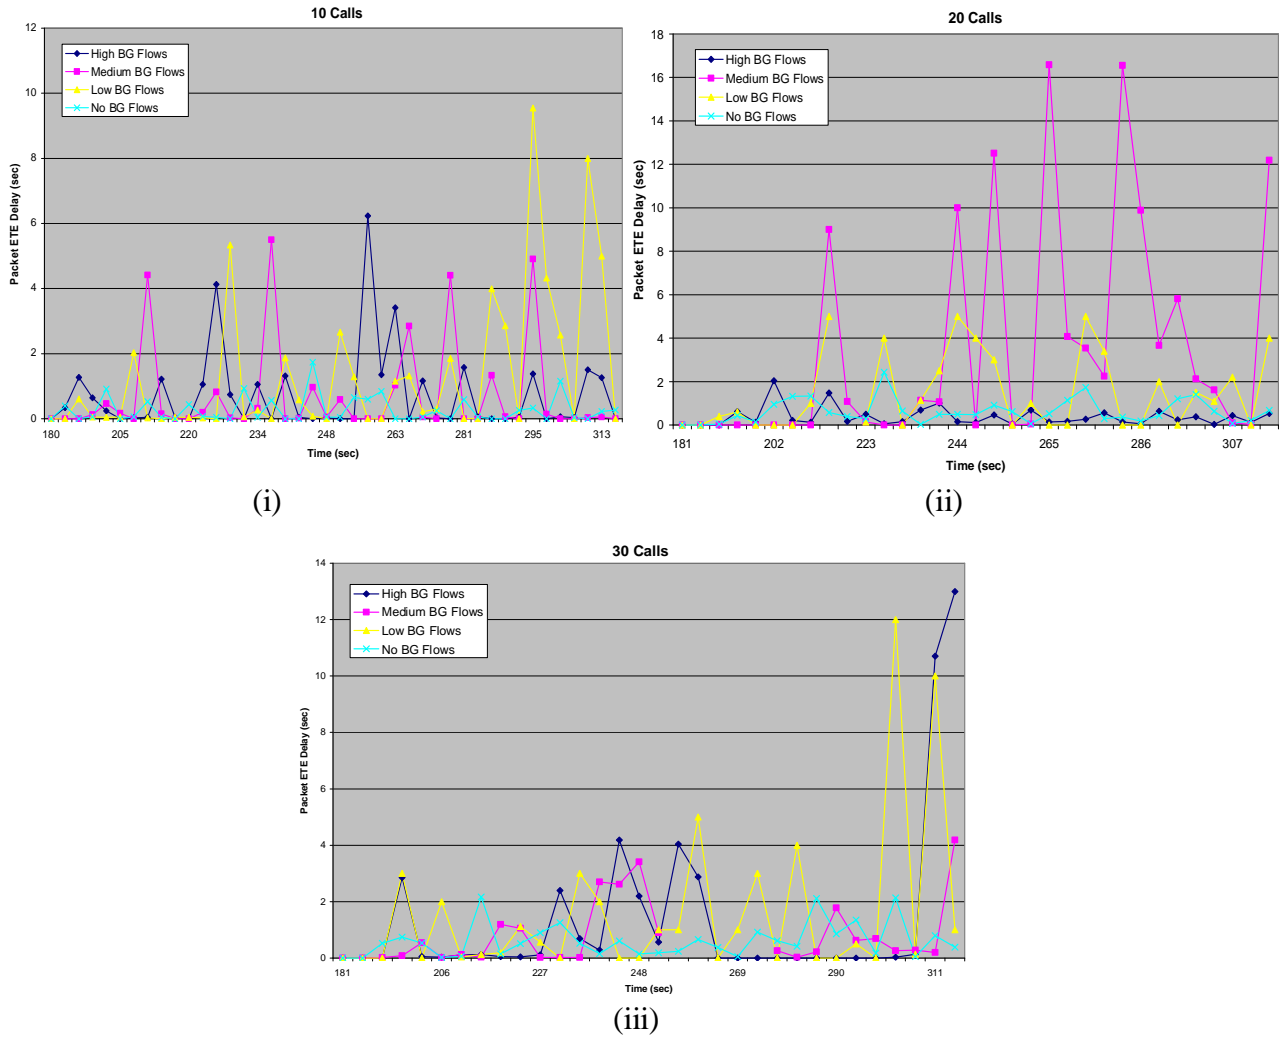 10 Calls
12
10
8
6
4
2
0
Packet ETE Delay (sec)
High BG Flows
Medium BG Flows
Low BG Flows
No BG Flows
180 205 220 234 248 263 281 295 313
Time (sec)
(i)
20 Calls
18
16
14
12
10
8
6
4
2
0
Packet ETE Delay (sec)
High BG Flows
Medium BG Flows
Low BG Flows
No BG Flows
181 202 223 244 265 286 307
Time (sec)
(ii)
30 Calls
14
12
10
8
6
4
2
0
Packet ETE Delay (sec)
High BG Flows
Medium BG Flows
Low BG Flows
No BG Flows
181 206 227 248 269 290 311
Time (sec)
(iii)